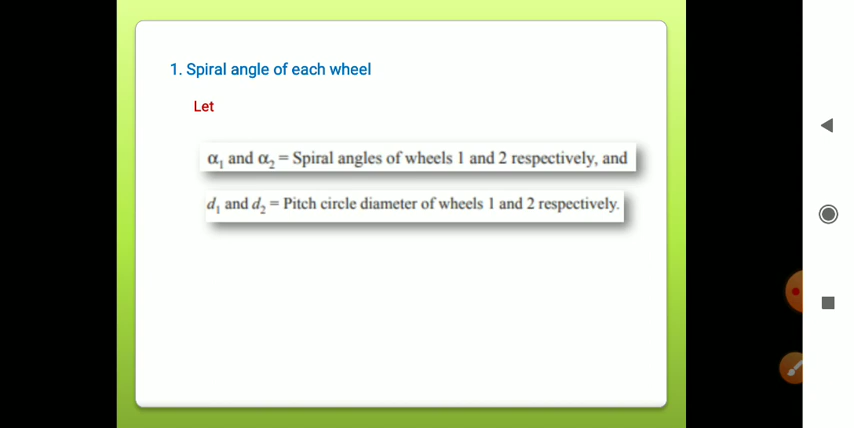 1. Spiral angle of each wheel
Let
α₁ and α₂ = Spiral angles of wheels 1 and 2 respectively, and
d₁ and d₂ = Pitch circle diameter of wheels 1 and 2 respectively.